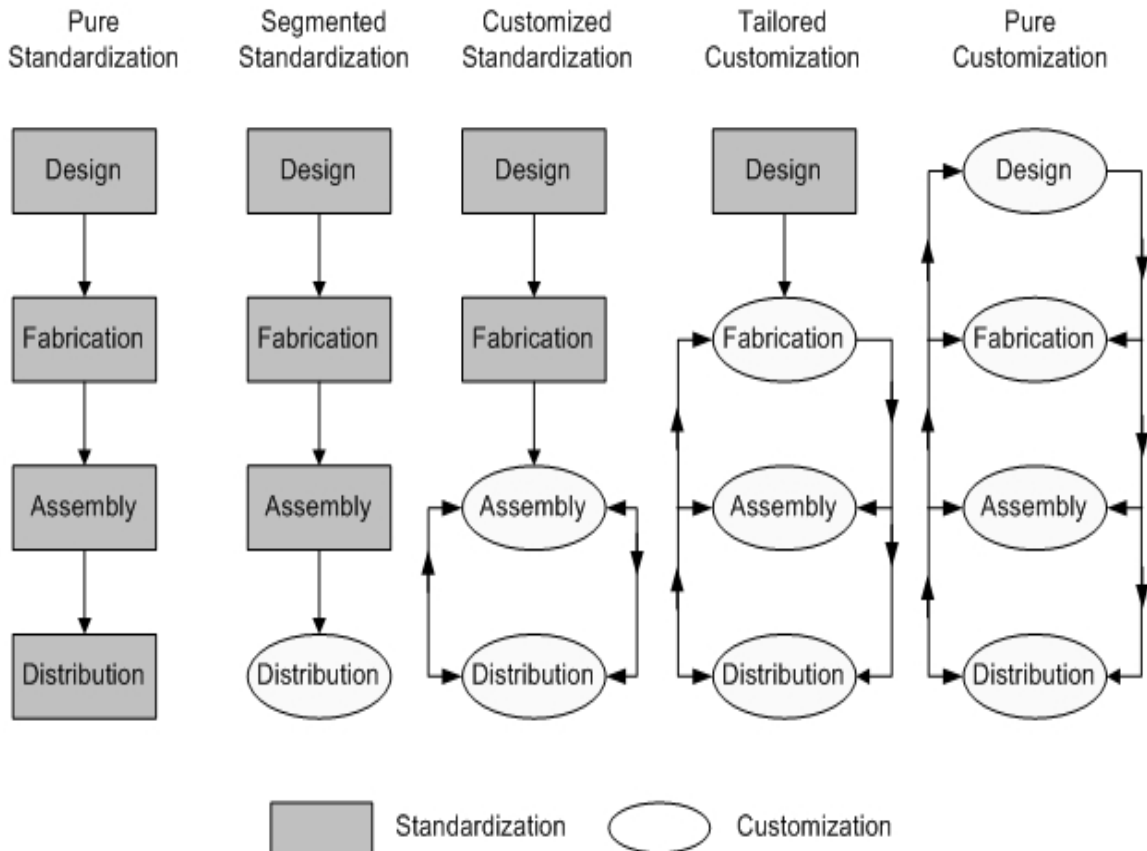 Pure Segmented Customized Tailored Pure
Standardization Standardization Standardization Customization Customization
Design Design Design Design Design
Fabrication Fabrication Fabrication Fabrication Fabrication
Assembly Assembly Assembly Assembly Assembly
Distribution Distribution Distribution Distribution Distribution
Standardization Customization